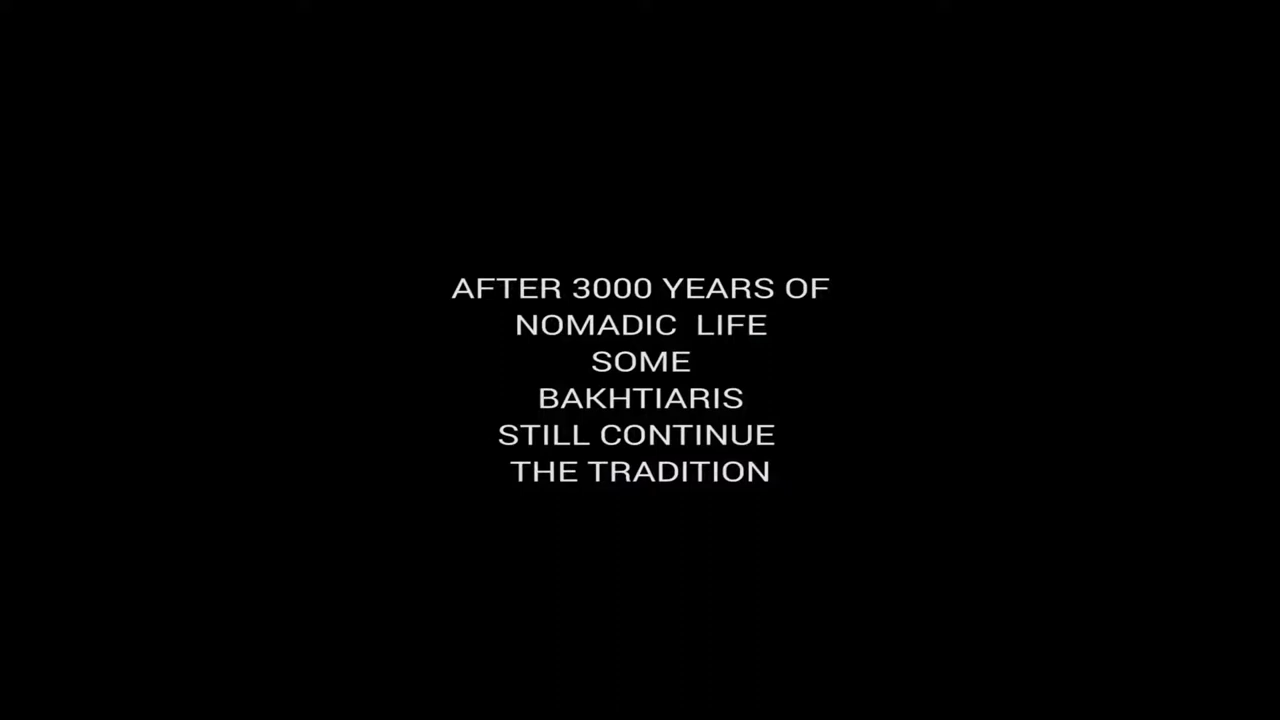 AFTER 3000 YEARS OF
NOMADIC  LIFE
SOME
BAKHTIARIS
STILL CONTINUE
THE TRADITION